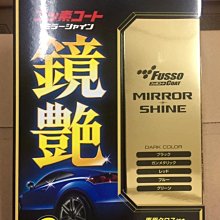 フッ素コート
ミラーシャイン
鏡艶
Fusso
COAT
MIRROR
SHINE
DARK COLOR
ブラック
ガンメタリック
レッド
ブルー
グリーン